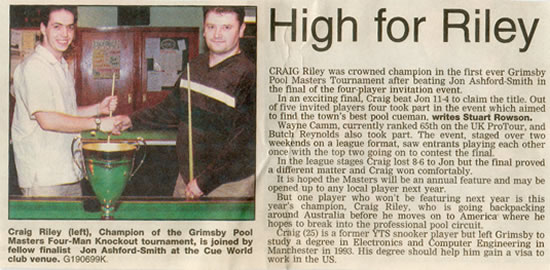 High for Riley
CRAIG Riley was crowned champion in the first ever Grimsby
Pool Masters Tournament after beating Jon Ashford-Smith in
the final of the four-player invitation event.
In an exciting final, Craig beat Jon 11-4 to claim the title. Out
of five invited players four took part in the event which aimed
to find the town's best pool cueman, writes Stuart Rowson.
Wayne Camm, currently ranked 65th on the UK ProTour, and
Butch Reynolds also took part. The event, staged over two
weekends on a league format, saw entrants playing each other
once with the top two going on to contest the final.
In the league stages Craig lost 8-6 to Jon but the final proved
a different matter and Craig won comfortably.
It is hoped the Masters will be an annual feature and may be
opened up to any local player next year.
But one player who won't be featuring next year is this
year's champion, Craig Riley, who is going backpacking
around Australia before he moves on to America where he
hopes to break into the professional pool circuit.
Craig (25) is a former YTS snooker player but left Grimsby to
study a degree in Electronics and Computer Engineering in
Manchester in 1993. His degree should help him gain a visa to
work in the US.
Craig Riley (left), Champion of the Grimsby Pool
Masters Four-Man Knockout tournament, is joined by
fellow finalist Jon Ashford-Smith at the Cue World
club venue. G190699K.